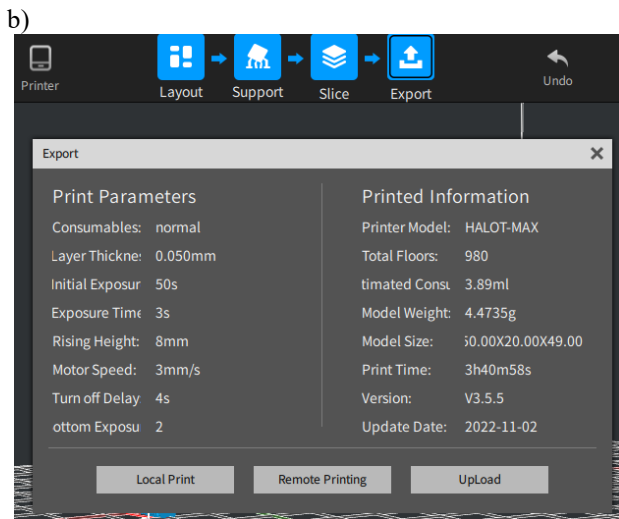 b)
Printer
Layout
Support
Slice
Export
Undo
Export
Print Parameters
Consumables: normal
Layer Thickne: 0.050mm
Initial Exposur 50s
Exposure Time 3s
Rising Height: 8mm
Motor Speed: 3mm/s
Turn off Delay 4s
ottom Exposu 2
Printed Information
Printer Model: HALOT-MAX
Total Floors: 980
timated Consu 3.89ml
Model Weight: 4.4735g
Model Size: 50.00X20.00X49.00
Print Time: 3h40m58s
Version: V3.5.5
Update Date: 2022-11-02
Local Print
Remote Printing
UpLoad